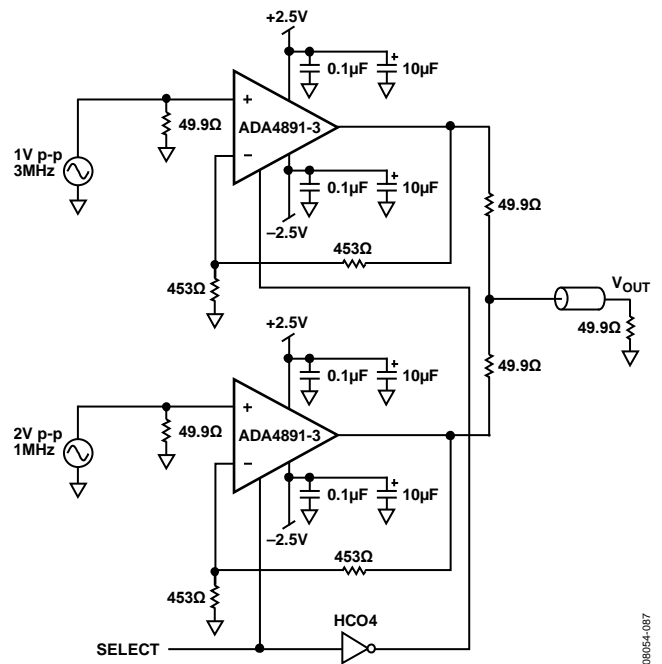 +2.5V
0.1µF
10µF
+
+
ADA4891-3
−
49.9Ω
1V p-p
3MHz
0.1µF
10µF
+
−2.5V
49.9Ω
453Ω
453Ω
VOUT
49.9Ω
+2.5V
0.1µF
10µF
+
49.9Ω
+
ADA4891-3
−
49.9Ω
2V p-p
1MHz
0.1µF
10µF
+
−2.5V
453Ω
453Ω
HCO4
SELECT
08054-087